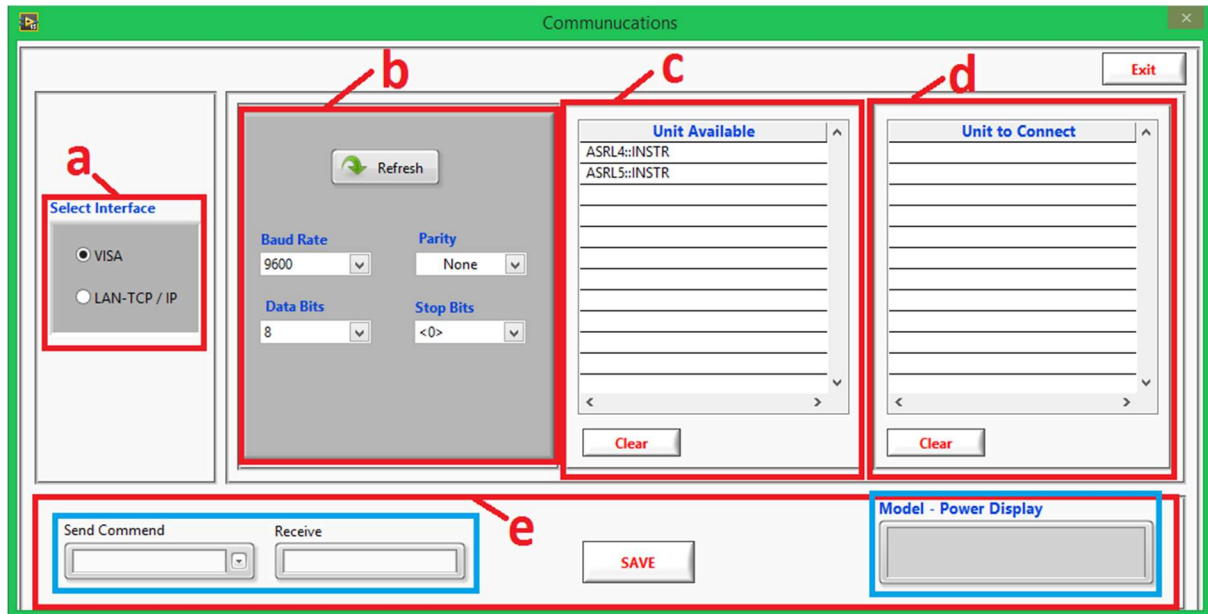 Communucations
Exit
b
c
d
a
Select Interface
VISA
LAN-TCP / IP
Refresh
Baud Rate
Parity
9600
None
Data Bits
Stop Bits
8
<0>
Unit Available
ASRL4::INSTR
ASRL5::INSTR
Clear
Unit to Connect
Clear
e
Send Commend
Receive
SAVE
Model - Power Display